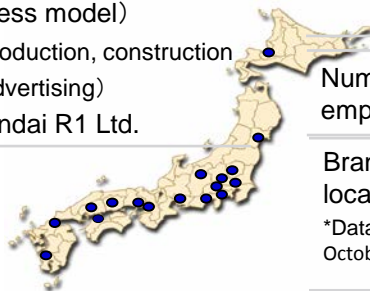 ess model）
oduction, construction
dvertising）
ndai R1 Ltd.
Num
emp
Bran
loca
*Data
Octob